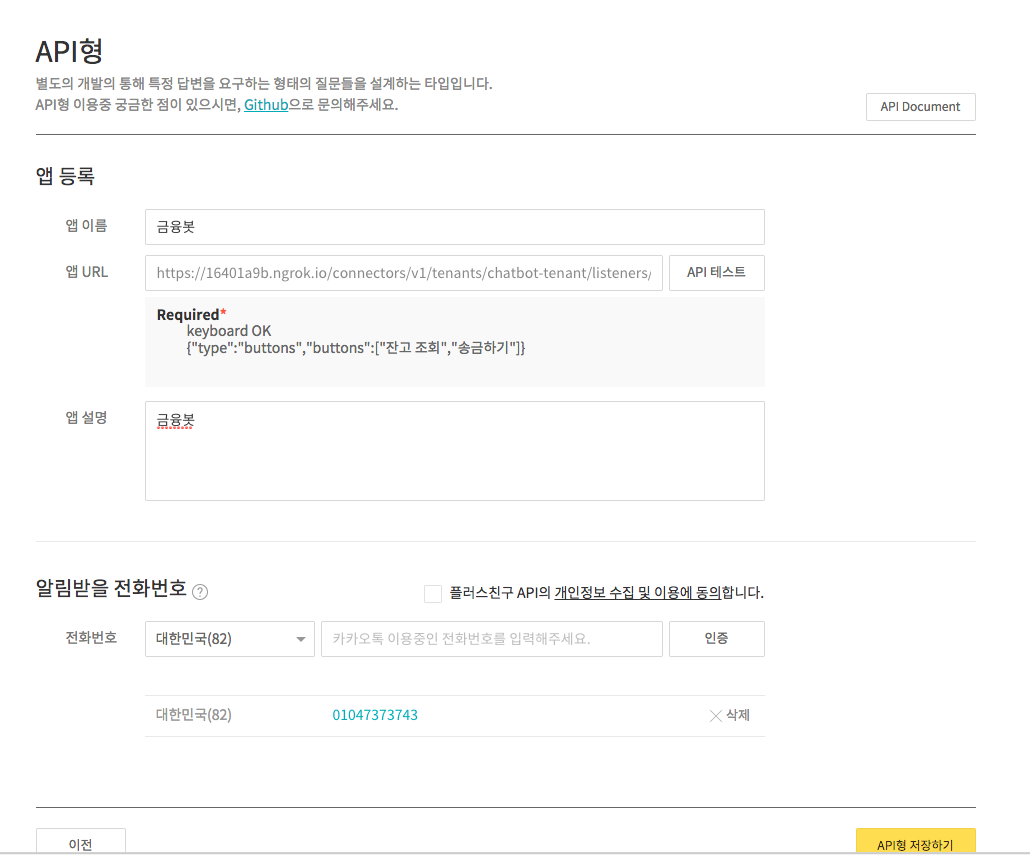 API형
별도의 개발의 통해 특정 답변을 요구하는 형태의 질문들을 설계하는 타입입니다.
API형 이용중 궁금한 점이 있으시면, Github으로 문의해주세요.
API Document
앱 등록
앱 이름
금융봇
앱 URL
https://16401a9b.ngrok.io/connectors/v1/tenants/chatbot-tenant/listeners/
API 테스트
Required*
keyboard OK
{"type":"buttons","buttons":["잔고 조회","송금하기"]}
앱 설명
금융봇
알림받을 전화번호 ?
플러스친구 API의 개인정보 수집 및 이용에 동의합니다.
전화번호
대한민국(82)
카카오톡 이용중인 전화번호를 입력해주세요.
인증
대한민국(82)
01047373743
삭제
이전
API형 저장하기